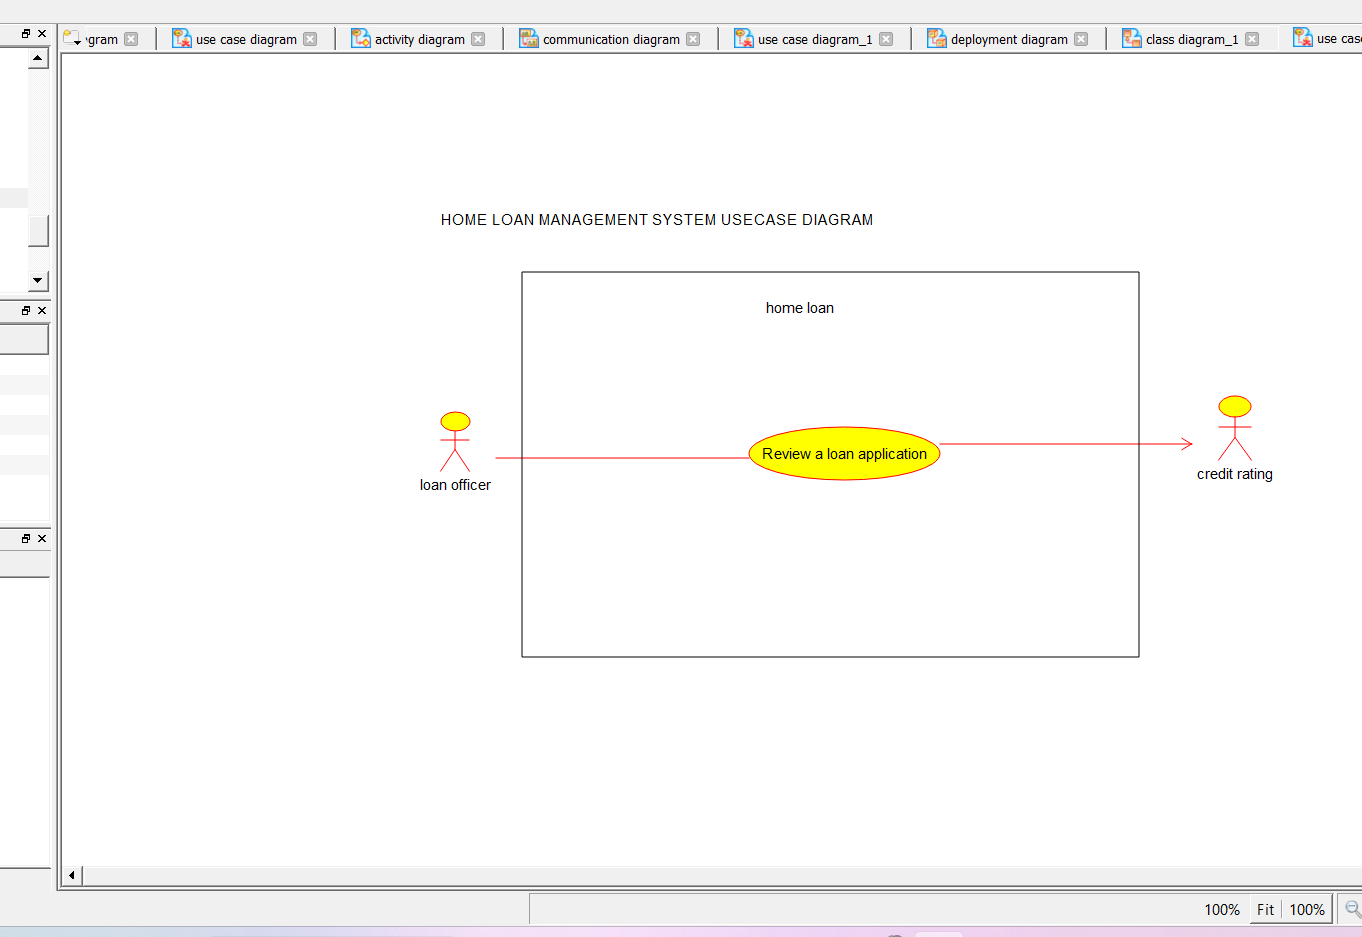 gram
use case diagram
activity diagram
communication diagram
use case diagram_1
deployment diagram
class diagram_1
use cas
HOME LOAN MANAGEMENT SYSTEM USECASE DIAGRAM
home loan
Review a loan application
loan officer
credit rating
100%
Fit
100%